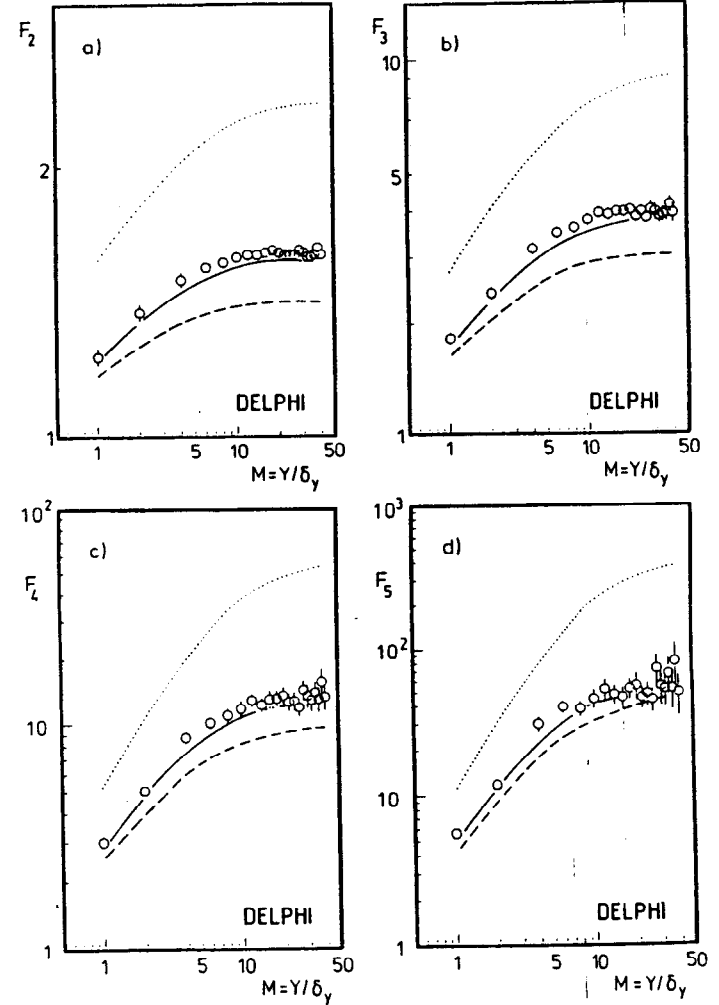 F₂
a)
2
1
DELPHI
1 5 10 50
M=Y/δy
F₃
b)
10
5
1
DELPHI
1 5 10 50
M=Y/δy
10²
F₄
c)
10
1
DELPHI
1 5 10 50
M=Y/δy
10³
F₅
d)
10²
10
1
DELPHI
1 5 10 50
M=Y/δy